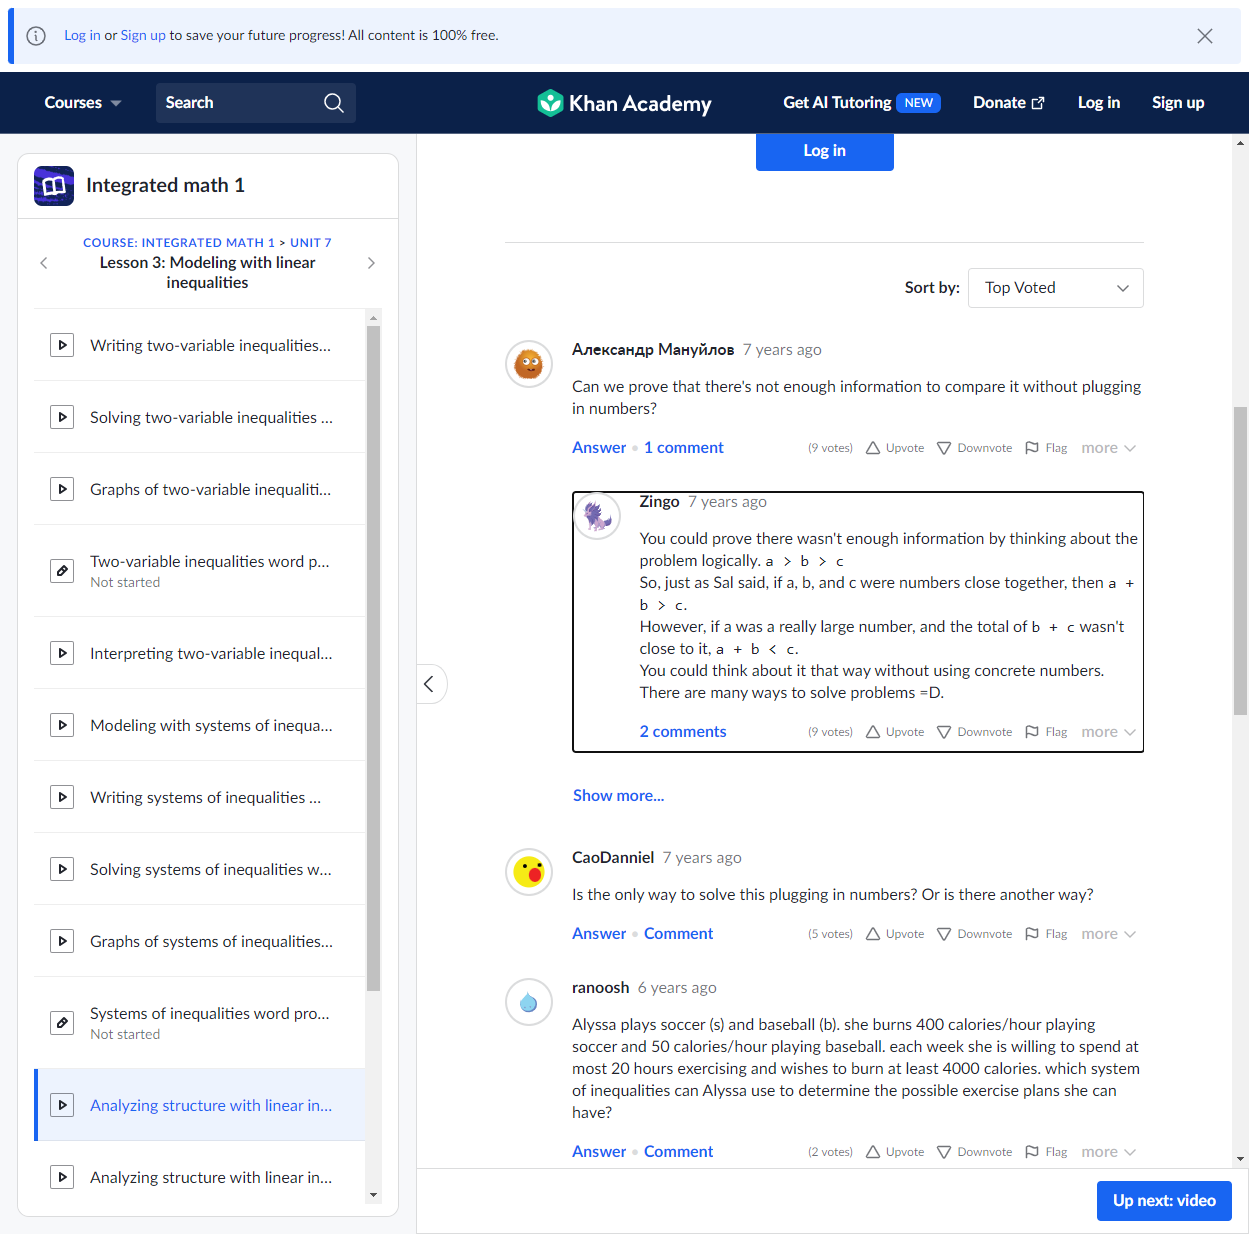 Log in or Sign up to save your future progress! All content is 100% free.
Courses
Search
Khan Academy
Get AI Tutoring NEW
Donate
Log in
Sign up
Integrated math 1
COURSE: INTEGRATED MATH 1 > UNIT 7
Lesson 3: Modeling with linear
inequalities
Writing two-variable inequalities...
Solving two-variable inequalities ...
Graphs of two-variable inequaliti...
Two-variable inequalities word p...
Not started
Interpreting two-variable inequal...
Modeling with systems of inequa...
Writing systems of inequalities ...
Solving systems of inequalities w...
Graphs of systems of inequalities...
Systems of inequalities word pro...
Not started
Analyzing structure with linear in...
Analyzing structure with linear in...
Log in
Sort by: Top Voted
Александр Мануйлов 7 years ago
Can we prove that there's not enough information to compare it without plugging
in numbers?
Answer • 1 comment (9 votes) Upvote Downvote Flag more
Zingo 7 years ago
You could prove there wasn't enough information by thinking about the
problem logically. a > b > c
So, just as Sal said, if a, b, and c were numbers close together, then a +
b > c.
However, if a was a really large number, and the total of b + c wasn't
close to it, a + b < c.
You could think about it that way without using concrete numbers.
There are many ways to solve problems =D.
2 comments (9 votes) Upvote Downvote Flag more
Show more...
CaoDanniel 7 years ago
Is the only way to solve this plugging in numbers? Or is there another way?
Answer • Comment (5 votes) Upvote Downvote Flag more
ranoosh 6 years ago
Alyssa plays soccer (s) and baseball (b). she burns 400 calories/hour playing
soccer and 50 calories/hour playing baseball. each week she is willing to spend at
most 20 hours exercising and wishes to burn at least 4000 calories. which system
of inequalities can Alyssa use to determine the possible exercise plans she can
have?
Answer • Comment (2 votes) Upvote Downvote Flag more
Up next: video